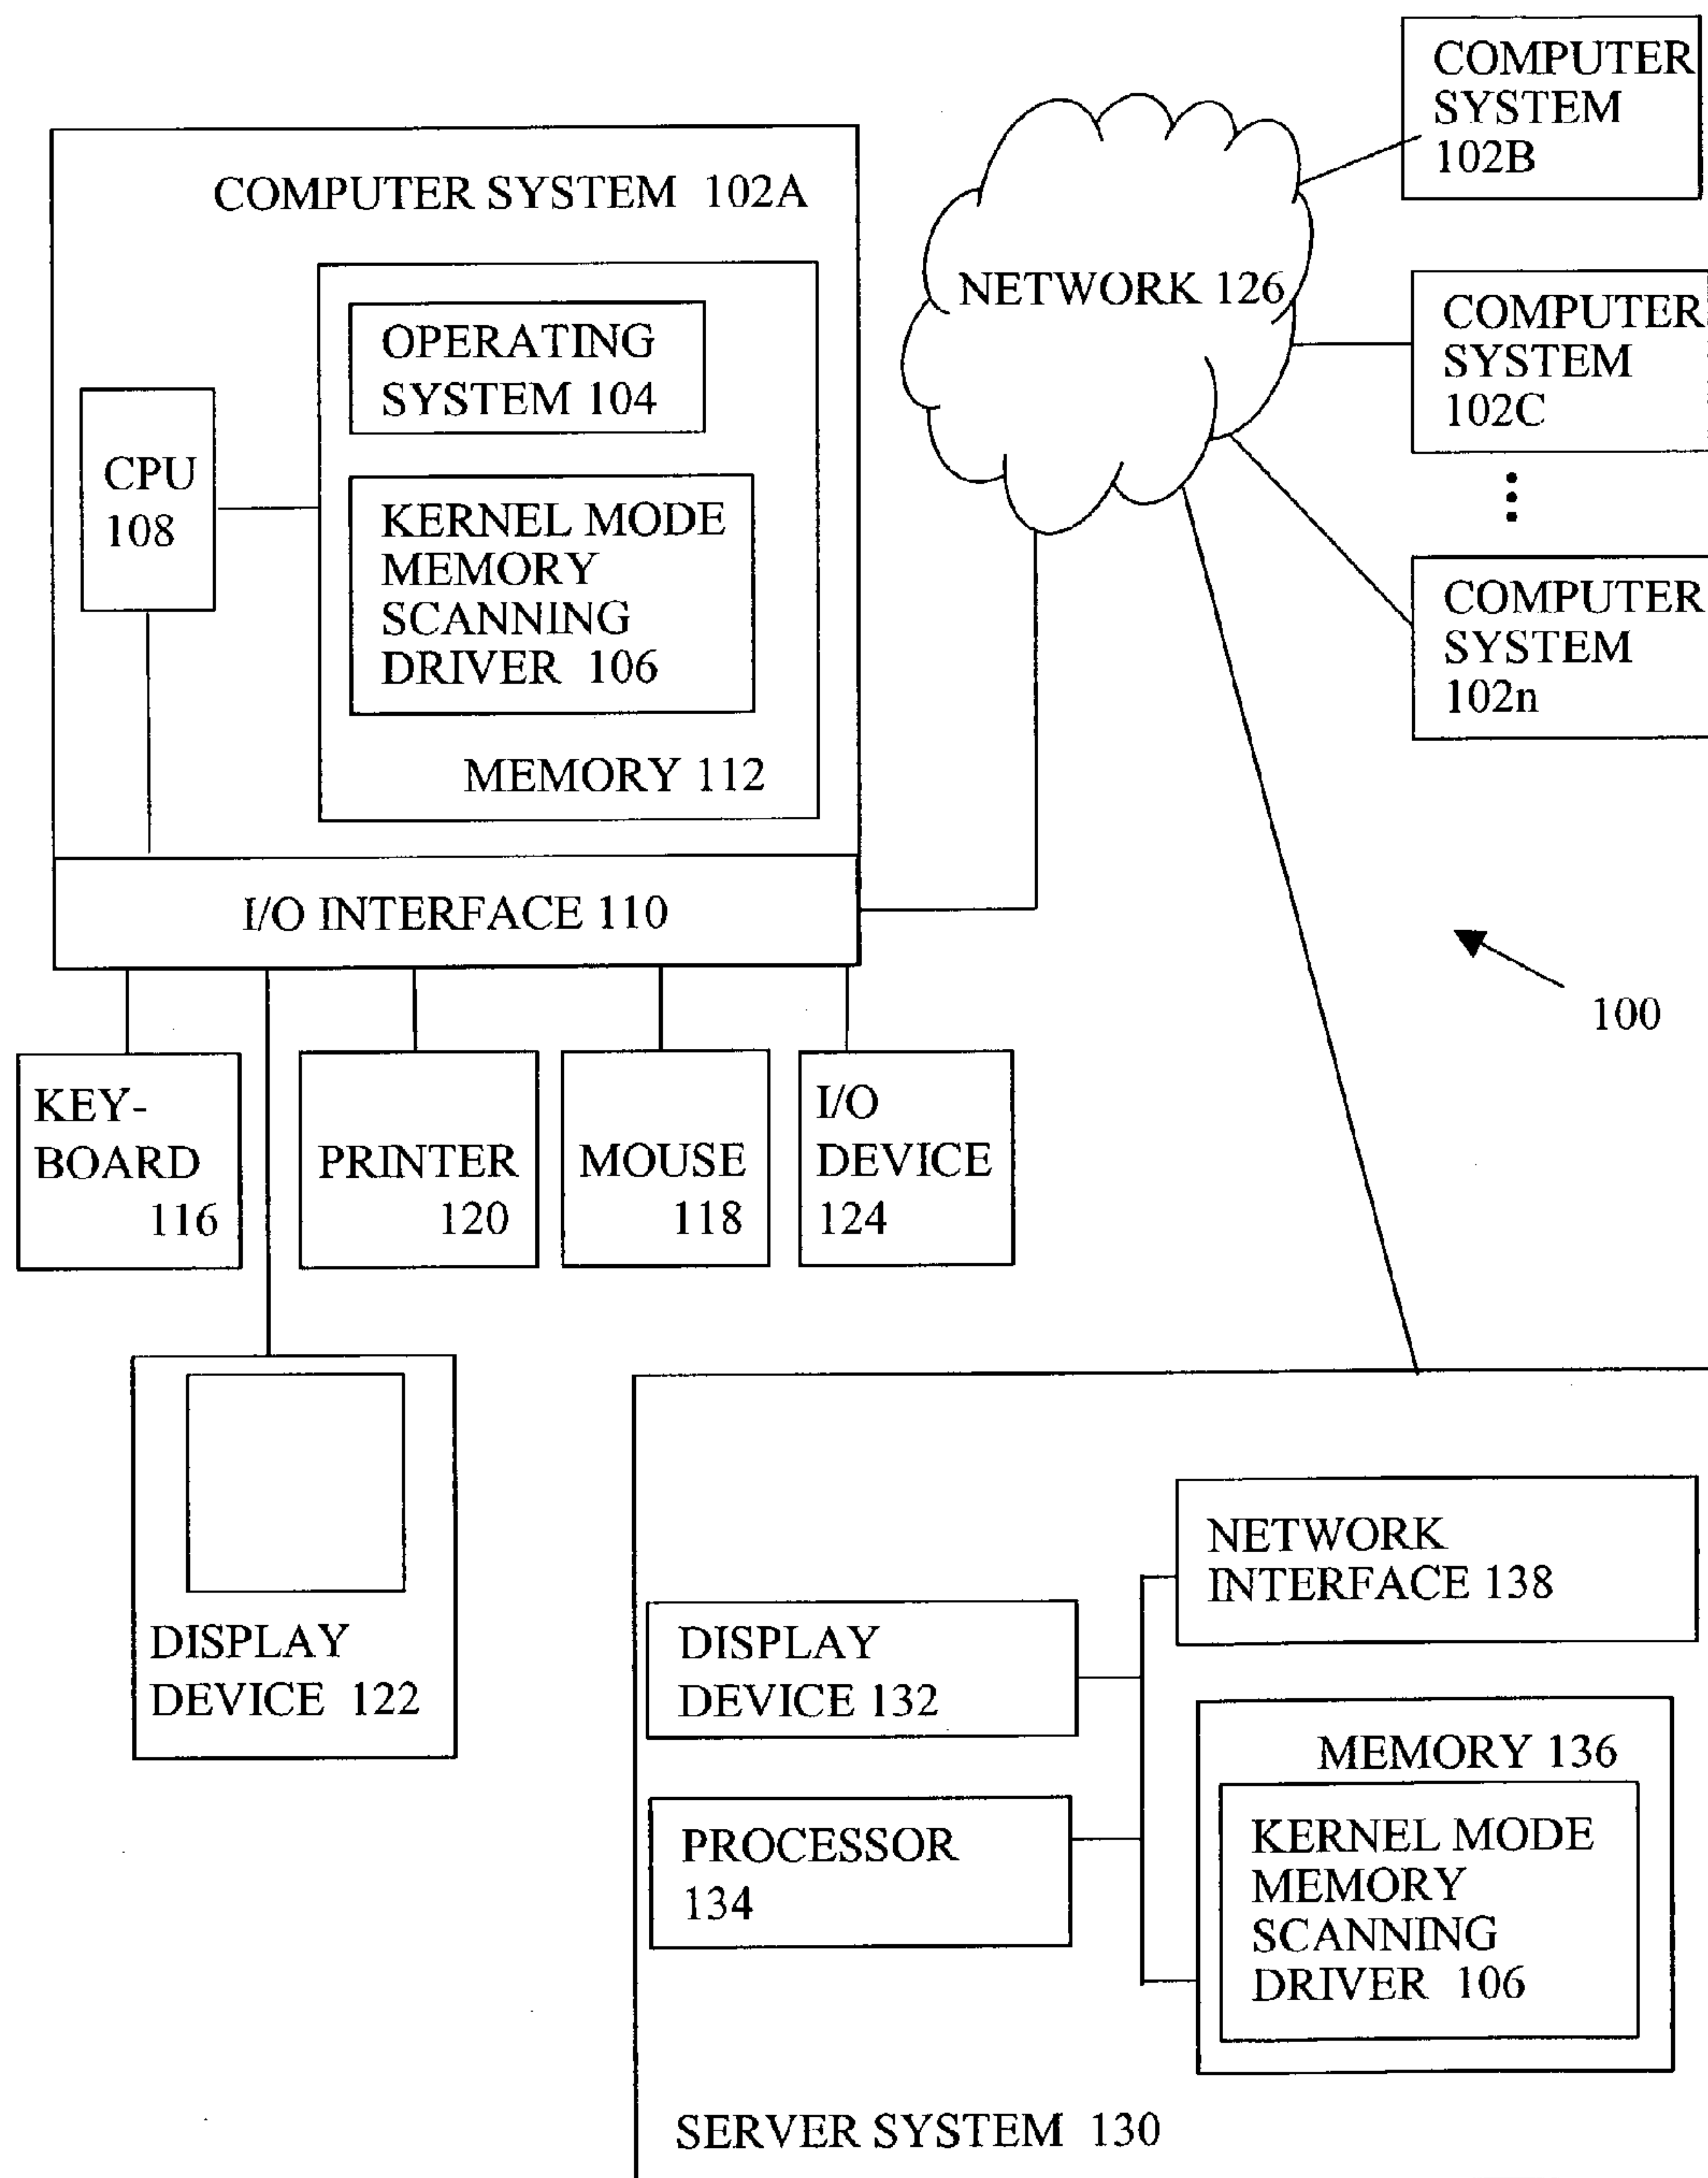 COMPUTER
SYSTEM
102B
COMPUTER SYSTEM 102A
OPERATING
SYSTEM 104
CPU
108
KERNEL MODE
MEMORY
SCANNING
DRIVER 106
MEMORY 112
I/O INTERFACE 110
NETWORK 126
COMPUTER
SYSTEM
102C
COMPUTER
SYSTEM
102n
100
KEY-
BOARD
116
PRINTER
120
MOUSE
118
I/O
DEVICE
124
DISPLAY
DEVICE 122
NETWORK
INTERFACE 138
DISPLAY
DEVICE 132
PROCESSOR
134
MEMORY 136
KERNEL MODE
MEMORY
SCANNING
DRIVER 106
SERVER SYSTEM 130